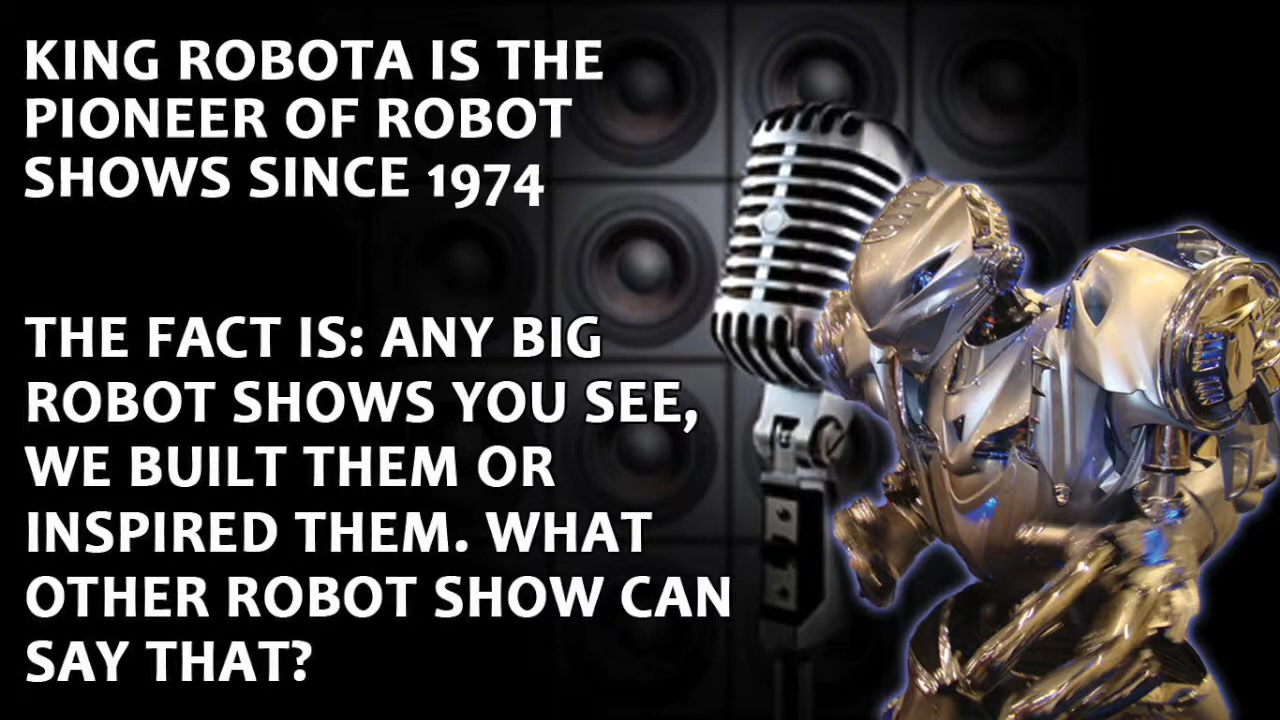 KING ROBOTA IS THE
PIONEER OF ROBOT
SHOWS SINCE 1974
THE FACT IS: ANY BIG
ROBOT SHOWS YOU SEE,
WE BUILT THEM OR
INSPIRED THEM. WHAT
OTHER ROBOT SHOW CAN
SAY THAT?